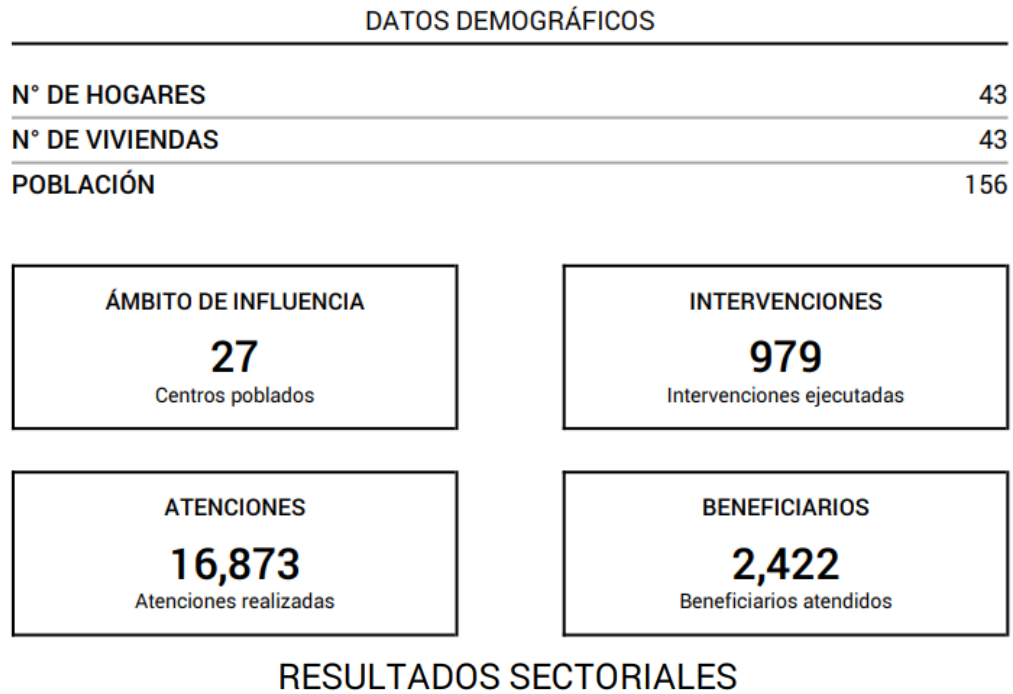 DATOS DEMOGRÁFICOS
N° DE HOGARES 43
N° DE VIVIENDAS 43
POBLACIÓN 156
ÁMBITO DE INFLUENCIA
27
Centros poblados
INTERVENCIONES
979
Intervenciones ejecutadas
ATENCIONES
16,873
Atenciones realizadas
BENEFICIARIOS
2,422
Beneficiarios atendidos
RESULTADOS SECTORIALES